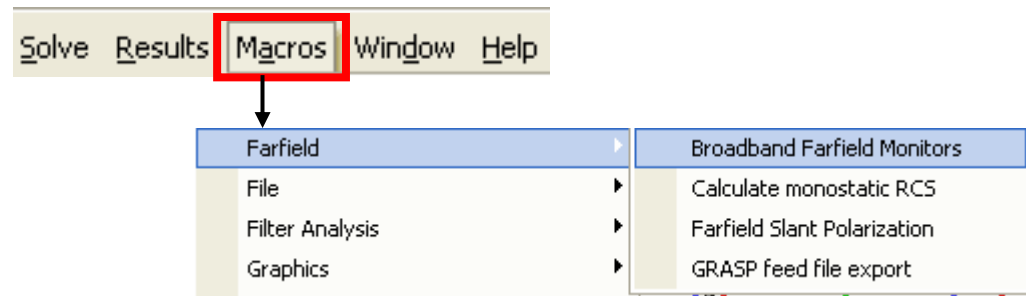 Solve Results Macros Window Help
Farfield Broadband Farfield Monitors
File Calculate monostatic RCS
Filter Analysis Farfield Slant Polarization
Graphics GRASP feed file export